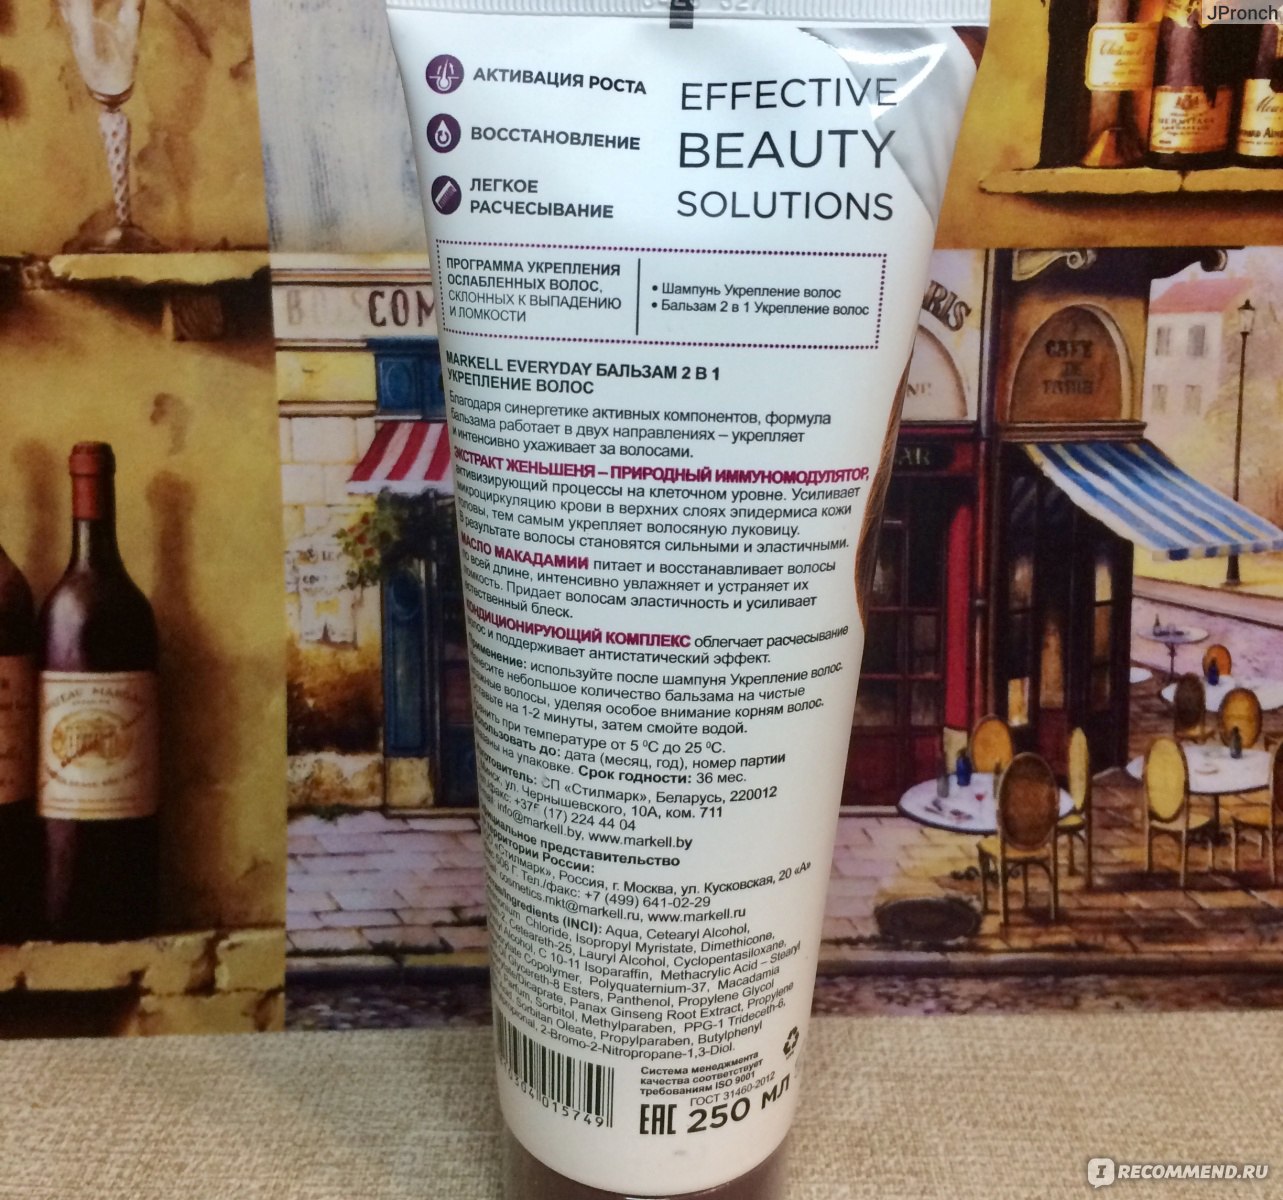 JPronch
АКТИВАЦИЯ РОСТА
ВОССТАНОВЛЕНИЕ
ЛЕГКОЕ
РАСЧЕСЫВАНИЕ
EFFECTIVE
BEAUTY
SOLUTIONS
ПРОГРАММА УКРЕПЛЕНИЯ
ОСЛАБЛЕННЫХ ВОЛОС,
СКЛОННЫХ К ВЫПАДЕНИЮ
И ЛОМКОСТИ
• Шампунь Укрепление волос
• Бальзам 2 в 1 Укрепление волос
MARKELL EVERYDAY БАЛЬЗАМ 2 В 1
УКРЕПЛЕНИЕ ВОЛОС
Благодаря синергетике активных компонентов, формула
бальзама работает в двух направлениях – укрепляет
и интенсивно ухаживает за волосами.
ЭКСТРАКТ ЖЕНЬШЕНЯ – ПРИРОДНЫЙ ИММУНОМОДУЛЯТОР,
активизирующий процессы на клеточном уровне. Усиливает
микроциркуляцию крови в верхних слоях эпидермиса кожи
головы, тем самым укрепляет волосяную луковицу.
В результате волосы становятся сильными и эластичными.
МАСЛО МАКАДАМИИ питает и восстанавливает волосы
по всей длине, интенсивно увлажняет и устраняет их
ломкость. Придает волосам эластичность и усиливает
естественный блеск.
КОНДИЦИОНИРУЮЩИЙ КОМПЛЕКС облегчает расчесывание
волос и поддерживает антистатический эффект.
Применение: используйте после шампуня Укрепление волос.
Нанесите небольшое количество бальзама на чистые
влажные волосы, уделяя особое внимание корням волос.
Оставьте на 1-2 минуты, затем смойте водой.
Хранить при температуре от 5 ⁰C до 25 ⁰C.
Использовать до: дата (месяц, год), номер партии
указаны на упаковке. Срок годности: 36 мес.
Изготовитель: СП «Стилмарк», Беларусь, 220012
Минск, ул. Чернышевского, 10А, ком. 711
+375 (17) 224 44 04
info@markell.by, www.markell.by
Официальное представительство
территории России:
«Стилмарк», Россия, г. Москва, ул. Кусковская, 20 «А»
Тел./факс: +7 (499) 641-02-29
cosmetics.mkt@markell.ru, www.markell.ru
Ingredients (INCI): Aqua, Cetearyl Alcohol,
Chloride, Isopropyl Myristate, Dimethicone,
Ceteareth-25, Lauryl Alcohol, Cyclopentasiloxane,
Alcohol, C 10-11 Isoparaffin, Methacrylic Acid – Stearyl
Copolymer, Polyquaternium-37, Macadamia
Glycereth-8 Esters, Panthenol, Propylene Glycol
Dicaprate, Panax Ginseng Root Extract, Propylene
Parfum, Sorbitol, Methylparaben, PPG-1 Trideceth-6,
Sorbitan Oleate, Propylparaben, Butylphenyl
2-Bromo-2-Nitropropane-1,3-Diol.
015749
Система менеджмента
качества соответствует
требованиям ISO 9001
ГОСТ 31460-2012
EAC 250 МЛ
COM
CAFE
DE
BAR
IRECOMMEND.RU